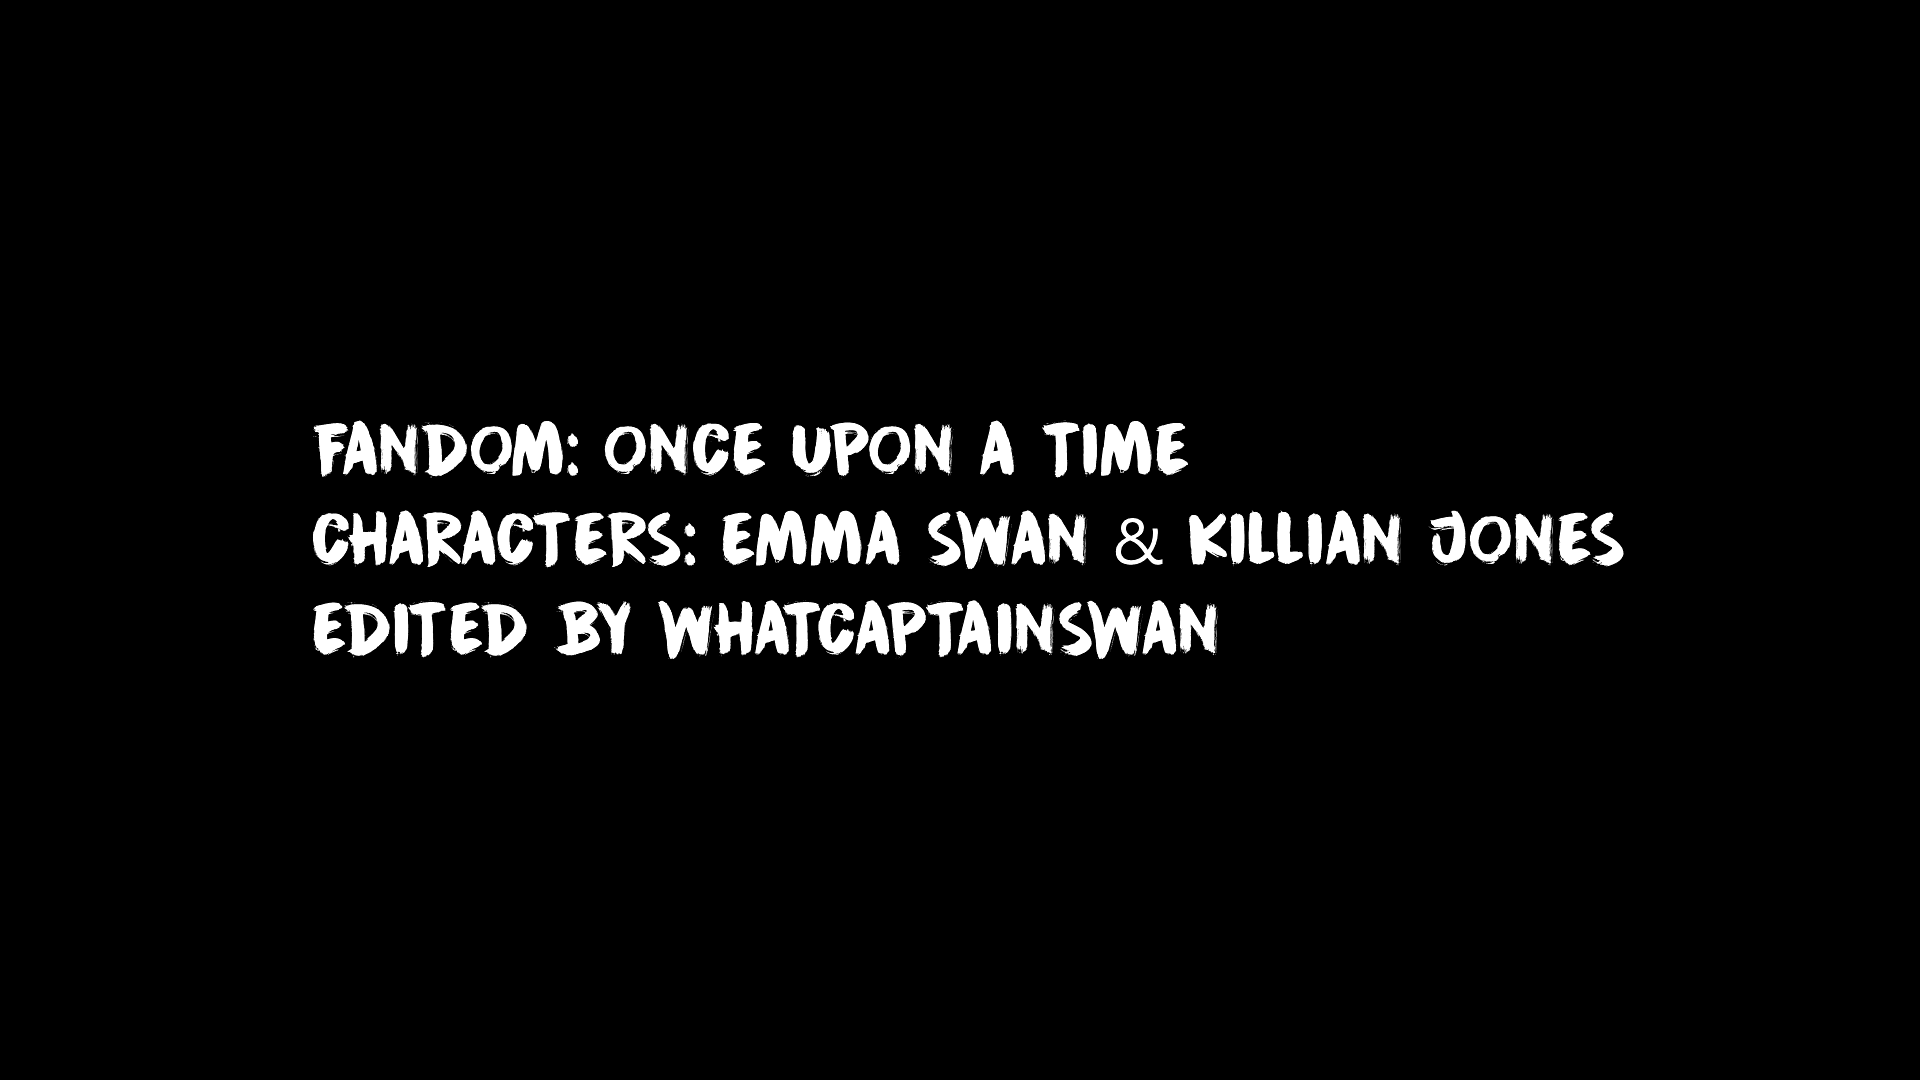 FANDOM: ONCE UPON A TIME
CHARACTERS: EMMA SWAN & KILLIAN JONES
EDITED BY WHATCAPTAINSWAN